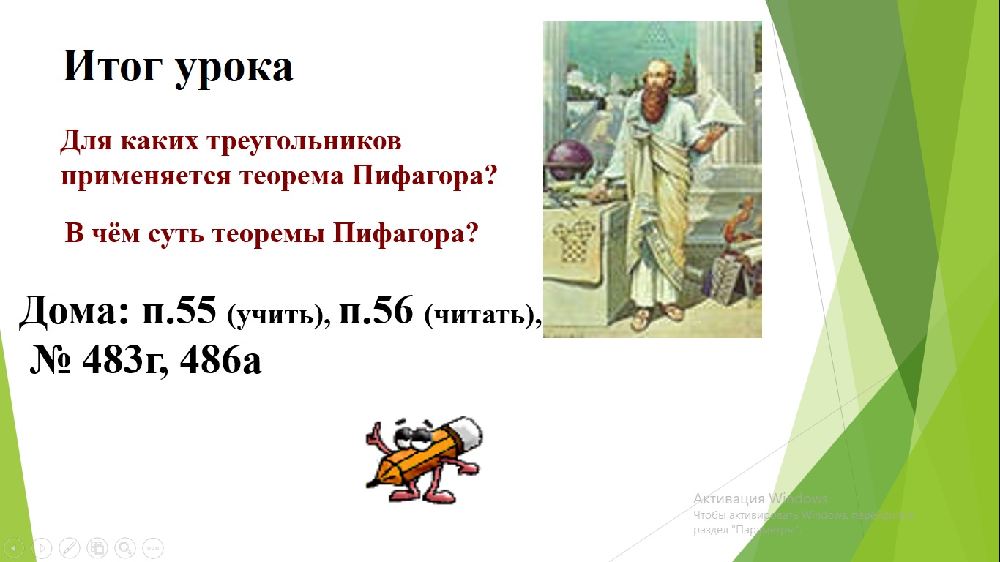 Итог урока
Для каких треугольников
применяется теорема Пифагора?
В чём суть теоремы Пифагора?
Дома: п.55 (учить), п.56 (читать),
№ 483г, 486а
Активация Windows
Чтобы активировать Windows, перейдите в
раздел "Параметры".